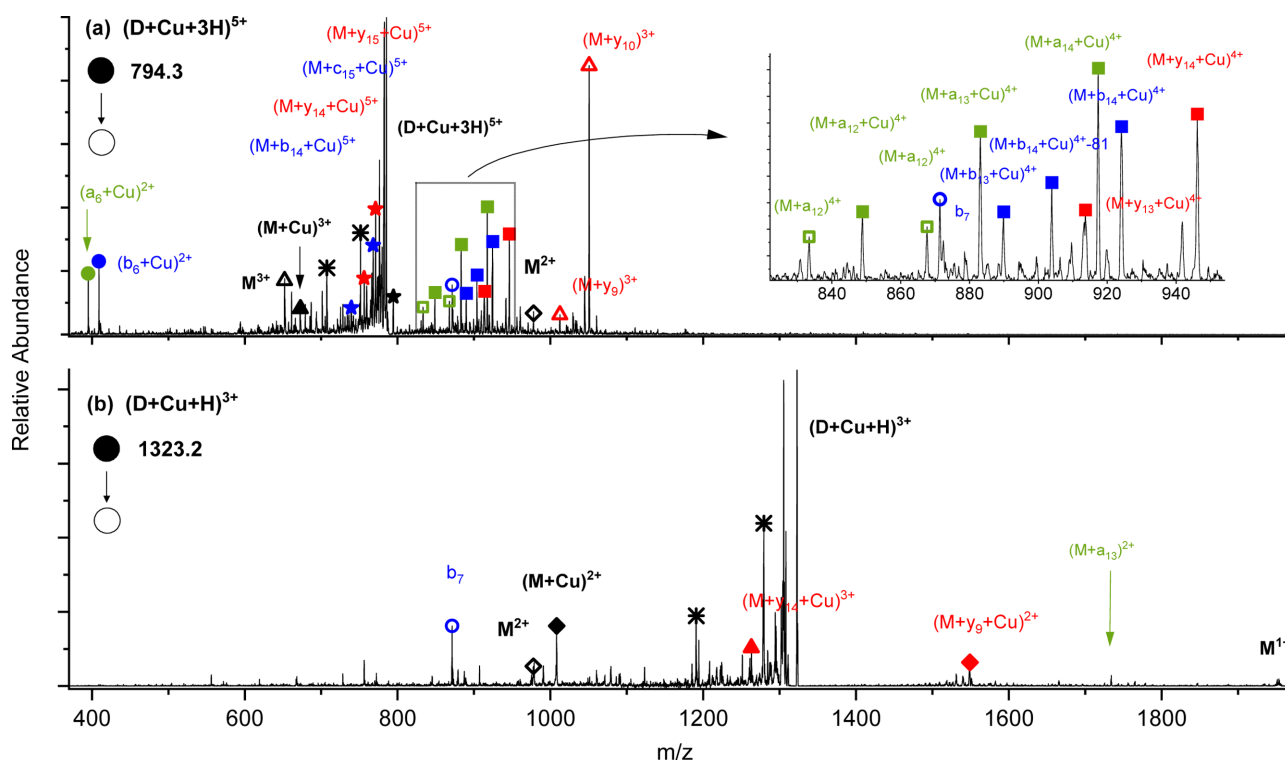 (a) (D+Cu+3H)⁵⁺
794.3
(M+y₁₅+Cu)⁵⁺
(M+c₁₅+Cu)⁵⁺
(M+y₁₄+Cu)⁵⁺
(M+b₁₄+Cu)⁵⁺
(D+Cu+3H)⁵⁺
(M+y₁₀)³⁺
(a₆+Cu)²⁺
(b₆+Cu)²⁺
(M+Cu)³⁺
M³⁺
M²⁺
(M+y₉)³⁺
(M+a₁₄+Cu)⁴⁺
(M+y₁₄+Cu)⁴⁺
(M+a₁₃+Cu)⁴⁺
(M+b₁₄+Cu)⁴⁺
(M+a₁₂+Cu)⁴⁺
(M+b₁₄+Cu)⁴⁺-81
(M+a₁₂)⁴⁺
(M+b₁₃+Cu)⁴⁺
(M+a₁₂)⁴⁺
b₇
(M+y₁₃+Cu)⁴⁺
840 860 880 900 920 940
(b) (D+Cu+H)³⁺
1323.2
(D+Cu+H)³⁺
b₇
(M+Cu)²⁺
M²⁺
(M+y₁₄+Cu)³⁺
(M+a₁₃)²⁺
(M+y₉+Cu)²⁺
Relative Abundance
400 600 800 1000 1200 1400 1600 1800
m/z